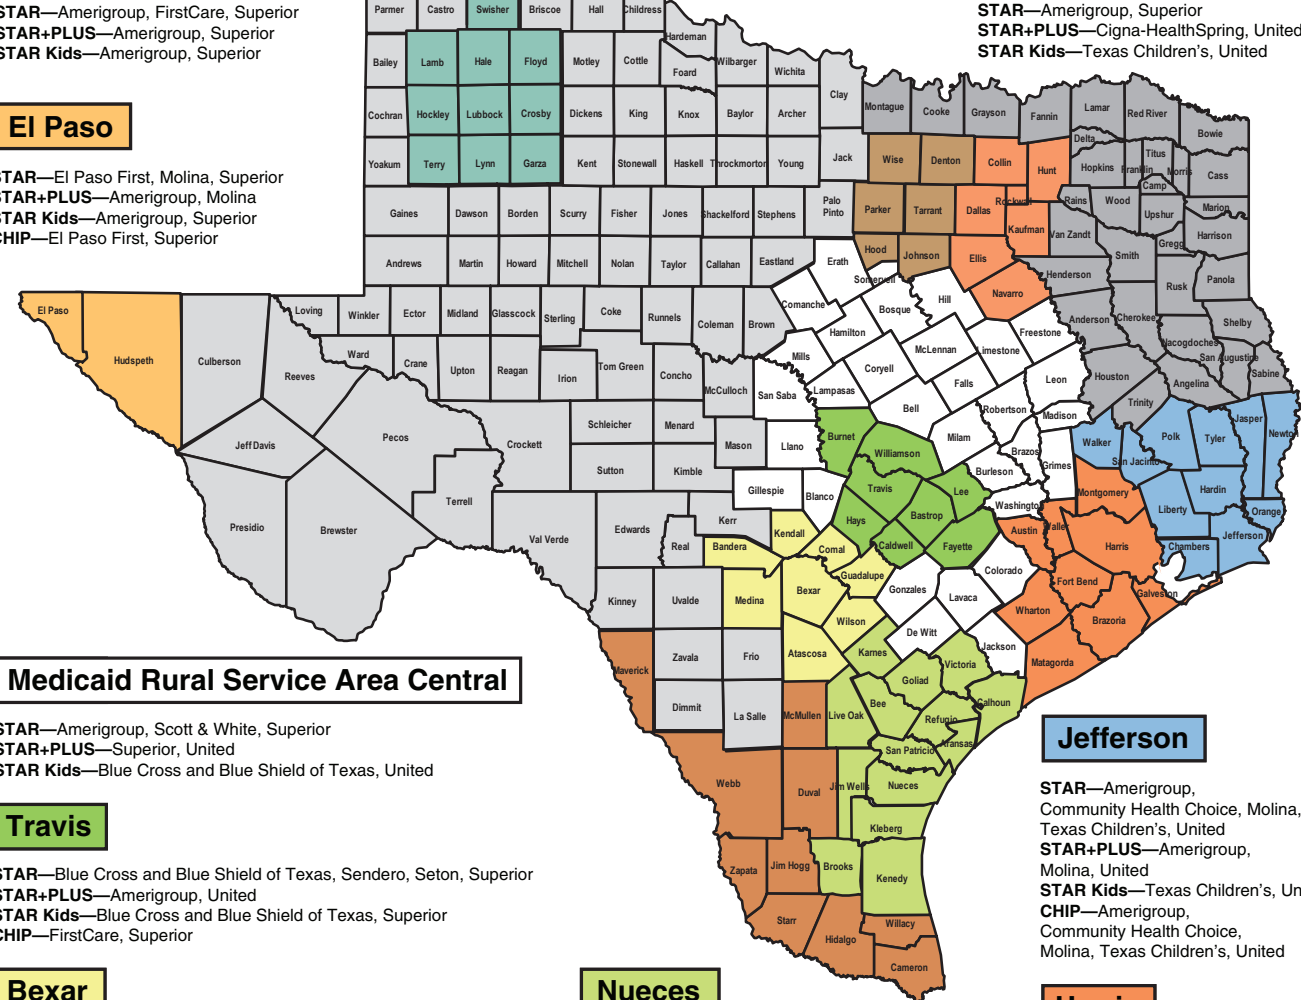 STAR—Amerigroup, FirstCare, Superior
STAR+PLUS—Amerigroup, Superior
STAR Kids—Amerigroup, Superior
STAR—Amerigroup, Superior
STAR+PLUS—Cigna-HealthSpring, United
STAR Kids—Texas Children's, United
El Paso
STAR—El Paso First, Molina, Superior
STAR+PLUS—Amerigroup, Molina
STAR Kids—Amerigroup, Superior
CHIP—El Paso First, Superior
Parmer Castro Swisher Briscoe Hall Childress
Hardeman
Bailey Lamb Hale Floyd Motley Cottle Foard Wilbarger Wichita
Clay
Cochran Hockley Lubbock Crosby Dickens King Knox Baylor Archer
Montague Cooke Grayson Fannin Lamar Red River Bowie
Delta
Yoakum Terry Lynn Garza Kent Stonewall Haskell Throckmorton Young Jack
Wise Denton Collin Hunt Hopkins Franklin Titus Morris Cass
Camp
Gaines Dawson Borden Scurry Fisher Jones Shackelford Stephens Palo Pinto
Parker Tarrant Dallas Rockwall Rains Wood Upshur Marion
Kaufman Van Zandt Gregg Harrison
Andrews Martin Howard Mitchell Nolan Taylor Callahan Eastland Erath
Hood Johnson Ellis Smith
Somervell
Henderson Rusk Panola
Navarro
El Paso Loving Winkler Ector Midland Glasscock Sterling Coke Runnels Coleman Brown
Comanche Bosque Hill
Hamilton Freestone Anderson Cherokee Shelby
Hudspeth Culberson Reeves Ward Crane Upton Reagan Irion Tom Green Concho McCulloch
Mills McLennan Limestone Nacogdoches San Augustine
Coryell Falls Leon Houston Angelina Sabine
San Saba Lampasas Bell Robertson Madison Trinity
Jeff Davis Pecos Crockett Schleicher Menard Mason Llano
Burnet Williamson Milam Brazos Grimes Walker Polk Tyler Jasper Newton
San Jacinto
Terrell Sutton Kimble Gillespie Blanco Travis Lee Burleson Montgomery Hardin
Liberty Orange
Presidio Brewster Val Verde Edwards Kerr Real Kendall Hays Bastrop Washington
Austin Waller Harris Jefferson
Bandera Comal Caldwell Fayette Chambers
Guadalupe Colorado Fort Bend
Kinney Uvalde Medina Bexar Gonzales Lavaca Wharton Brazoria Galveston
Wilson
Maverick Zavala Frio Atascosa Karnes De Witt Jackson Matagorda
Goliad Victoria
Dimmit La Salle McMullen Live Oak Bee Refugio Calhoun
San Patricio Aransas
Webb Duval Jim Wells Nueces
Kleberg
Zapata Jim Hogg Brooks Kenedy
Starr Hidalgo Willacy
Cameron
Medicaid Rural Service Area Central
STAR—Amerigroup, Scott & White, Superior
STAR+PLUS—Superior, United
STAR Kids—Blue Cross and Blue Shield of Texas, United
Travis
STAR—Blue Cross and Blue Shield of Texas, Sendero, Seton, Superior
STAR+PLUS—Amerigroup, United
STAR Kids—Blue Cross and Blue Shield of Texas, Superior
CHIP—FirstCare, Superior
Bexar
Nueces
Jefferson
STAR—Amerigroup,
Community Health Choice, Molina,
Texas Children's, United
STAR+PLUS—Amerigroup,
Molina, United
STAR Kids—Texas Children's, Un
CHIP—Amerigroup,
Community Health Choice,
Molina, Texas Children's, United